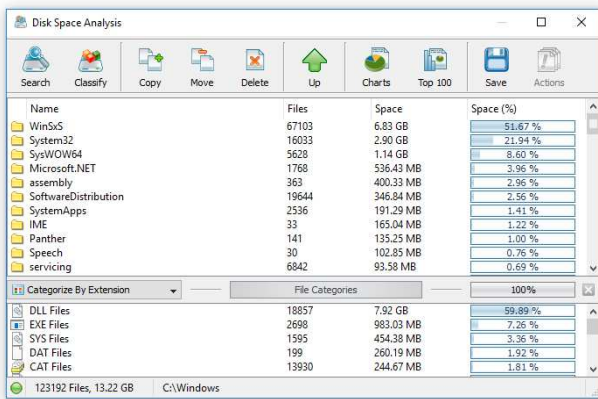 Disk Space Analysis
Search Classify Copy Move Delete Up Charts Top 100 Save Actions
Name Files Space Space (%)
WinSxS 67103 6.83 GB 51.67 %
System32 16033 2.90 GB 21.94 %
SysWOW64 5628 1.14 GB 8.60 %
Microsoft.NET 1768 536.43 MB 3.96 %
assembly 363 400.33 MB 2.96 %
SoftwareDistribution 19644 346.84 MB 2.56 %
SystemApps 2536 191.29 MB 1.41 %
IME 33 165.04 MB 1.22 %
Panther 141 135.25 MB 1.00 %
Speech 30 102.85 MB 0.76 %
servicing 6842 93.58 MB 0.69 %
Categorize By Extension File Categories 100%
DLL Files 18857 7.92 GB 59.89 %
EXE Files 2698 983.03 MB 7.26 %
SYS Files 1595 454.38 MB 3.36 %
DAT Files 199 260.19 MB 1.92 %
CAT Files 13930 244.67 MB 1.81 %
123192 Files, 13.22 GB C:\Windows